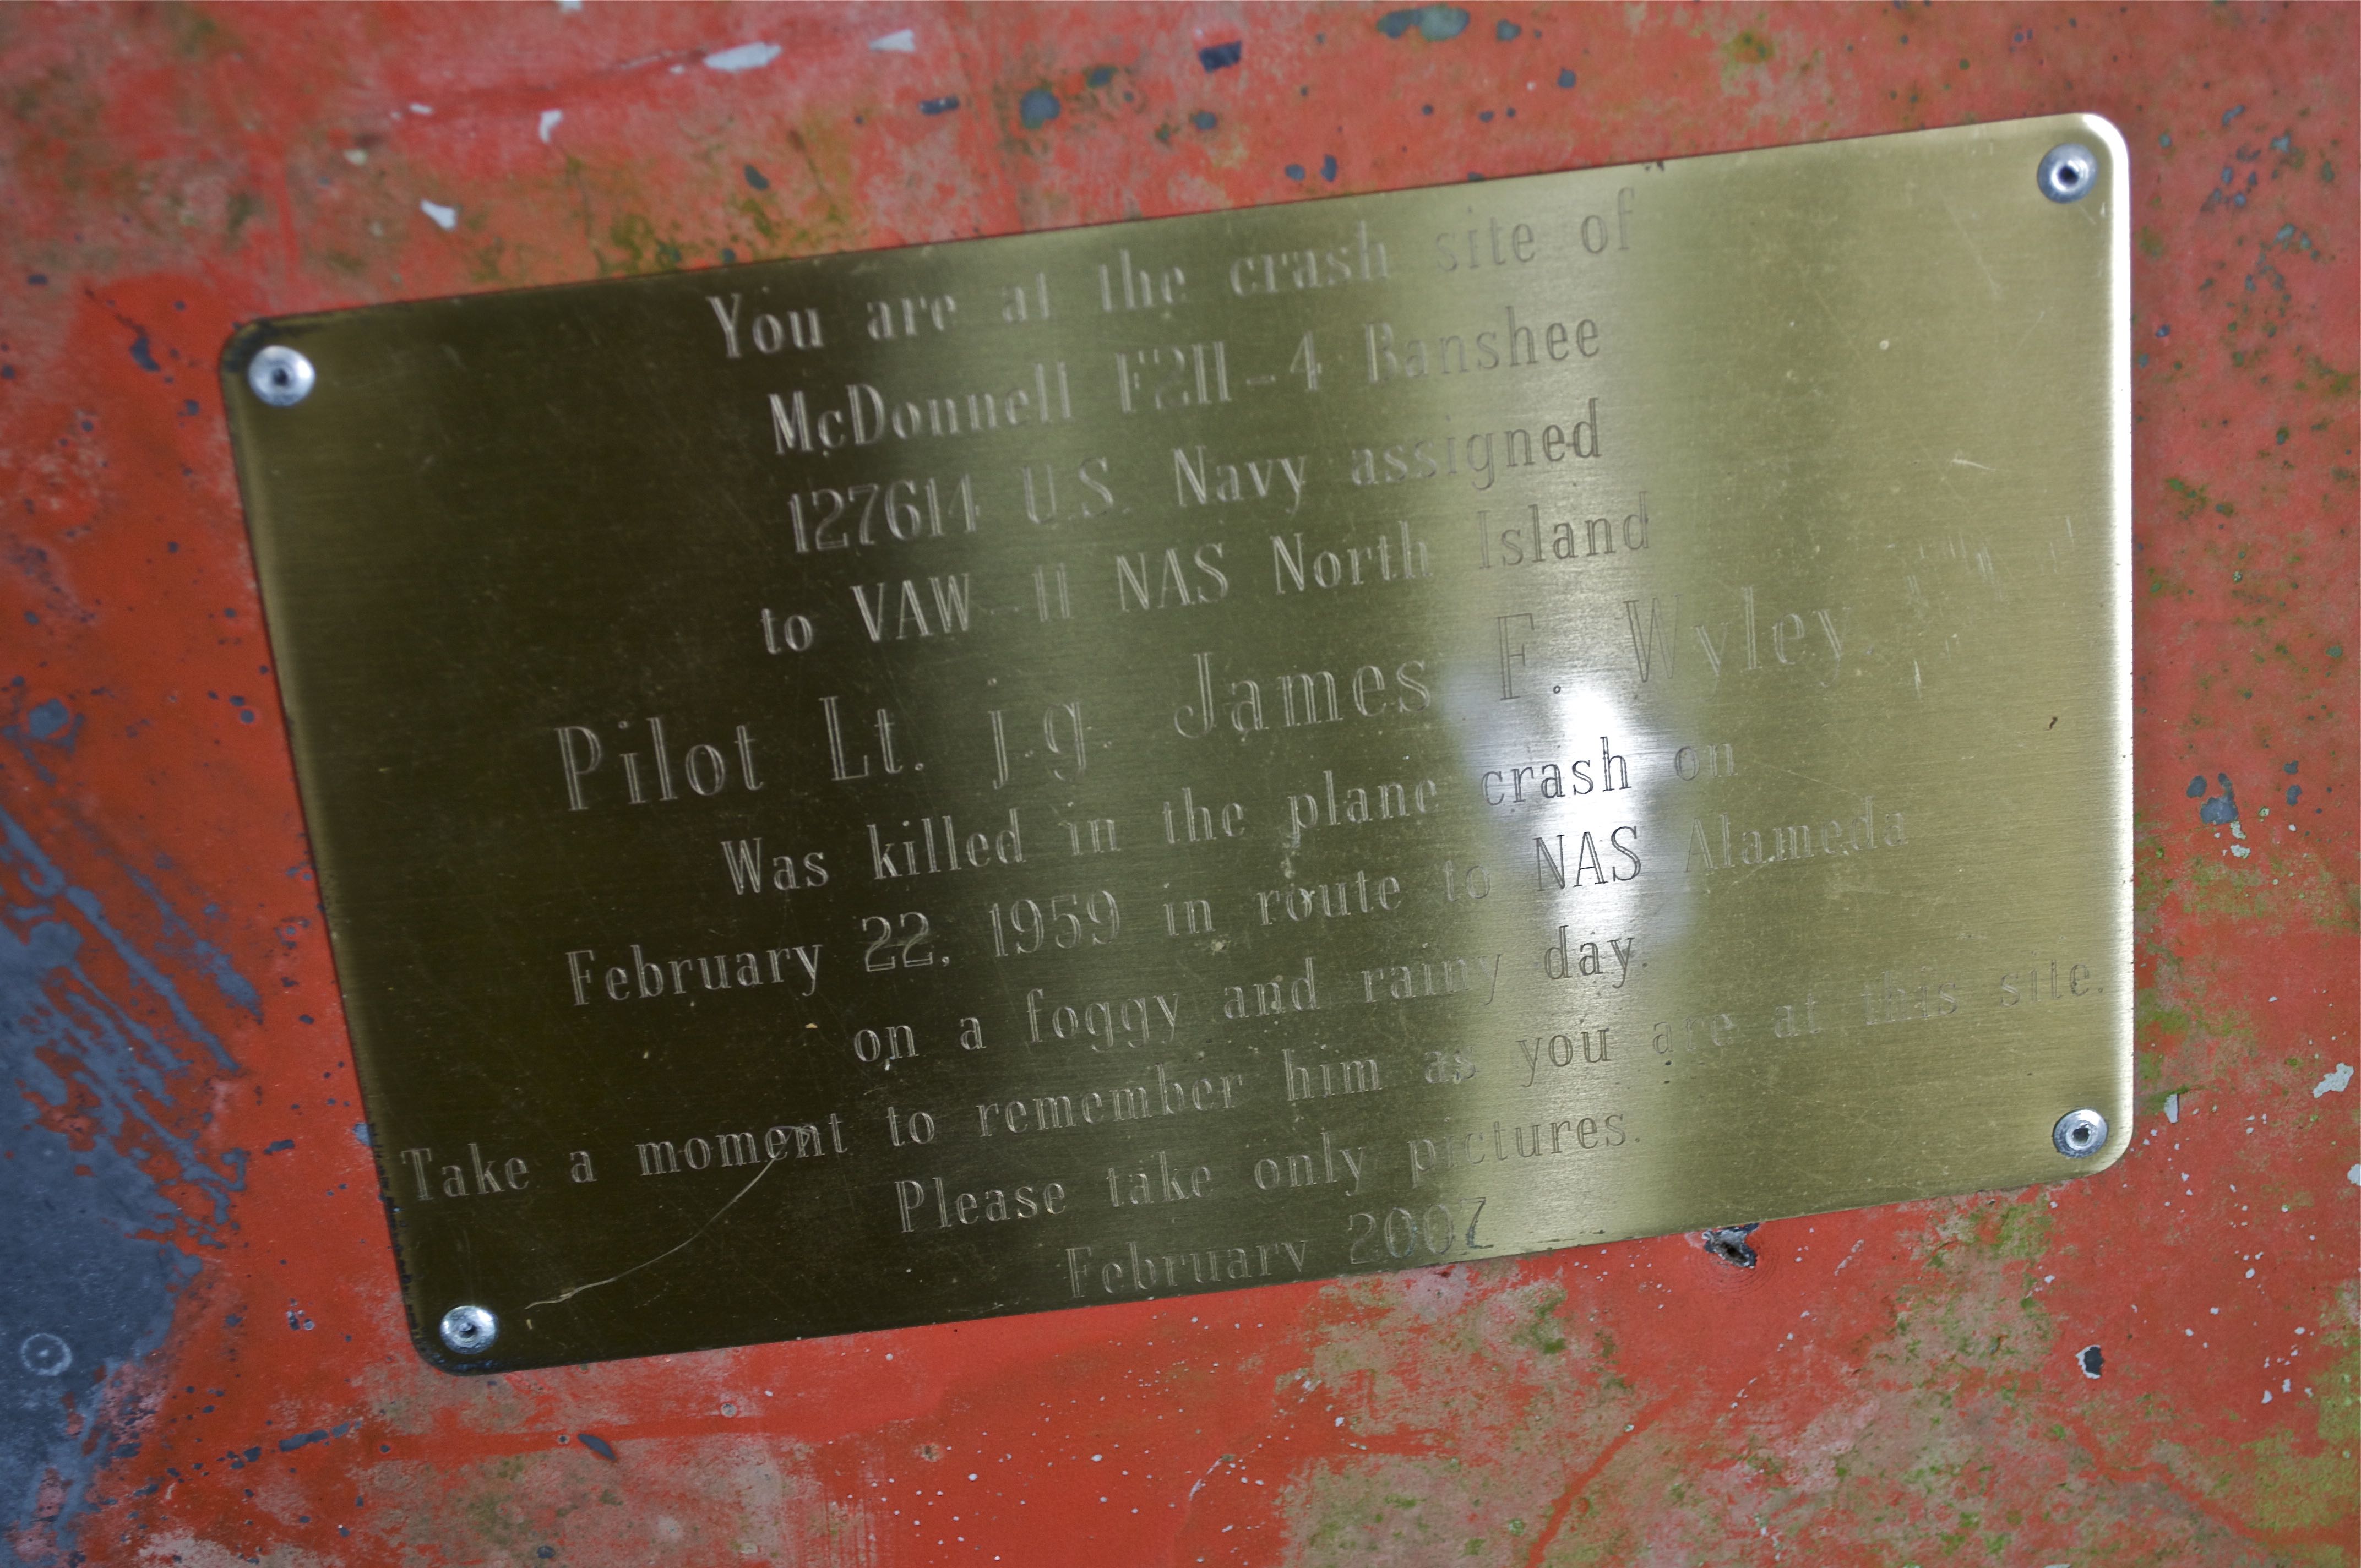 You are at the crash site of
McDonnell F2H-4 Banshee
127614 U.S. Navy assigned
to VAW-11 NAS North Island
Pilot Lt. j.g. James F. Wyley
Was killed in the plane crash on
February 22, 1959 in route to NAS Alameda
on a foggy and rainy day.
Take a moment to remember him as you are at this site.
Please take only pictures.
February 2007